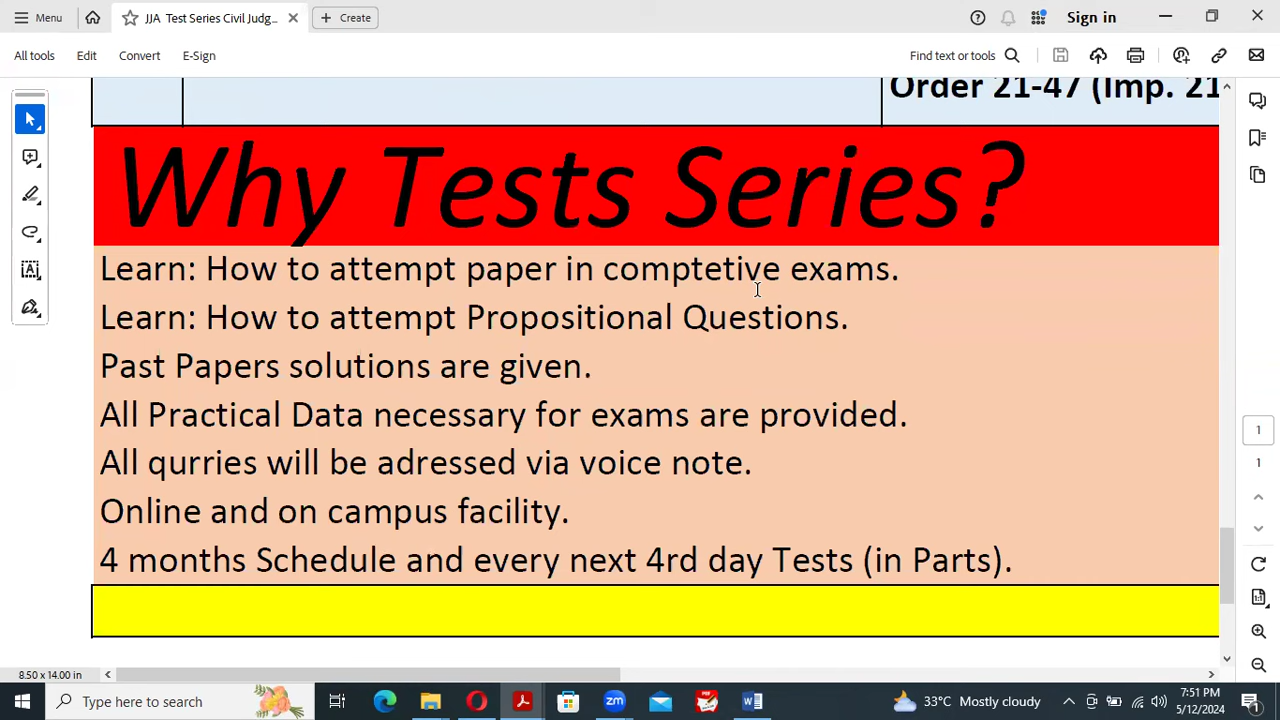 Menu
JJA Test Series Civil Judg...
Create
Sign in
All tools Edit Convert E-Sign
Find text or tools
Order 21-47 (Imp. 21
Why Tests Series?
Learn: How to attempt paper in comptetive exams.
Learn: How to attempt Propositional Questions.
Past Papers solutions are given.
All Practical Data necessary for exams are provided.
All qurries will be adressed via voice note.
Online and on campus facility.
4 months Schedule and every next 4rd day Tests (in Parts).
1
1
8.50 x 14.00 in
Type here to search
zm
33°C Mostly cloudy
7:51 PM
5/12/2024
1